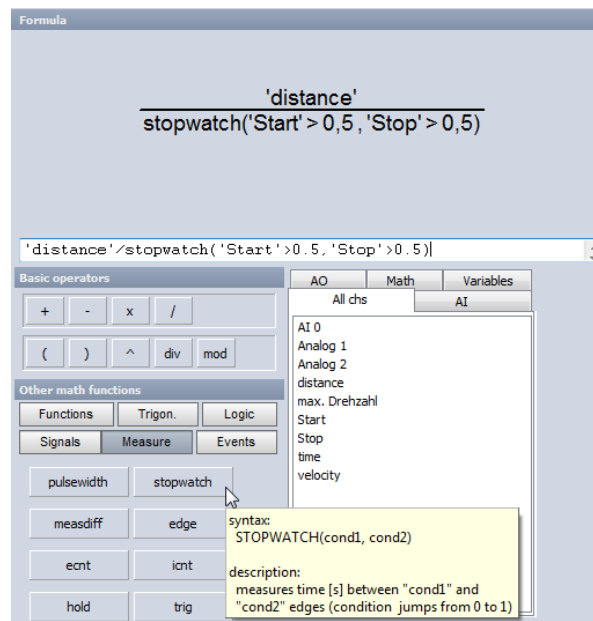 Formula
'distance'
stopwatch('Start' > 0,5 , 'Stop' > 0,5)
'distance'/stopwatch('Start'>0.5,'Stop'>0.5)
Basic operators
+ - x /
( ) ^ div mod
Other math functions
Functions Trigon. Logic
Signals Measure Events
pulsewidth stopwatch
measdiff edge
ecnt icnt
hold trig
AO Math Variables
All chs AI
AI 0
Analog 1
Analog 2
distance
max. Drehzahl
Start
Stop
time
velocity
syntax:
STOPWATCH(cond1, cond2)
description:
measures time [s] between "cond1" and
"cond2" edges (condition jumps from 0 to 1)